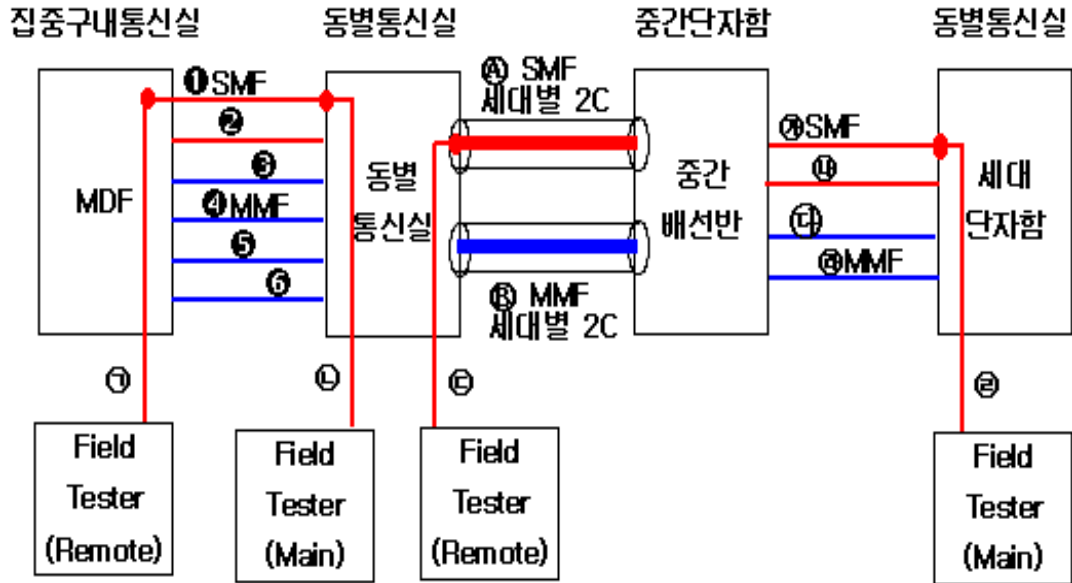 집중구내통신실
동별통신실
중간단자함
동별통신실
MDF
❶SMF
❷
❸
❹MMF
❺
❻
동별
통신실
Ⓐ SMF
세대별 2C
Ⓑ MMF
세대별 2C
중간
배선반
㉮SMF
㉯
㉰
㉱MMF
세대
단자함
㉠
㉡
㉢
㉣
Field
Tester
(Remote)
Field
Tester
(Main)
Field
Tester
(Remote)
Field
Tester
(Main)